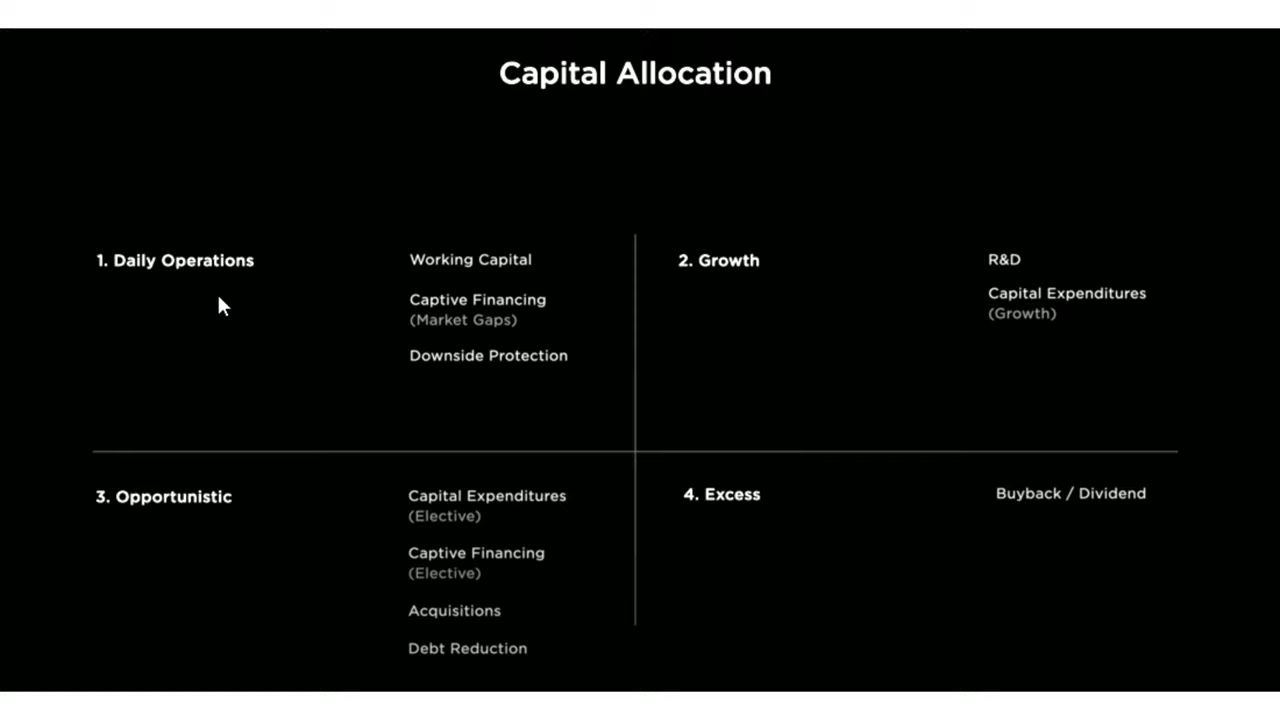 Capital Allocation
1. Daily Operations
Working Capital
Captive Financing
(Market Gaps)
Downside Protection
2. Growth
R&D
Capital Expenditures
(Growth)
3. Opportunistic
Capital Expenditures
(Elective)
Captive Financing
(Elective)
Acquisitions
Debt Reduction
4. Excess
Buyback / Dividend